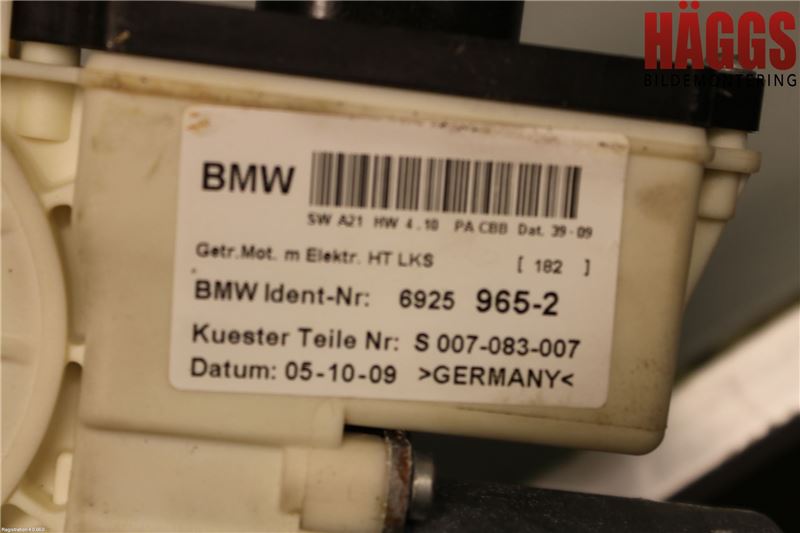 HÄGGS
BILDEMONTERING
BMW
SW A21 HW 4.10 PA CBB Dat. 39-09
Getr.Mot. m Elektr. HT LKS [ 182 ]
BMW Ident-Nr: 6925 965-2
Kuester Teile Nr: S 007-083-007
Datum: 05-10-09 >GERMANY<